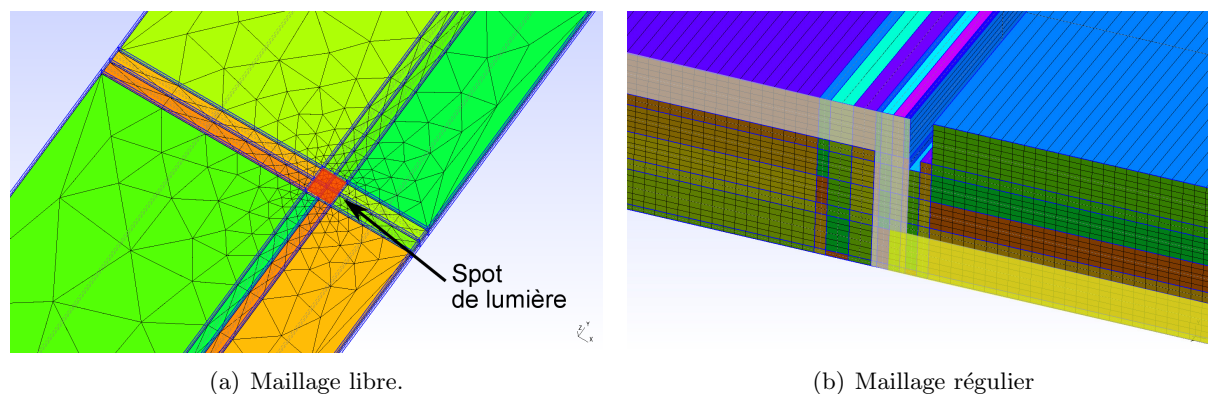 Spot
de lumière
Z Y
X
(a) Maillage libre.
(b) Maillage régulier